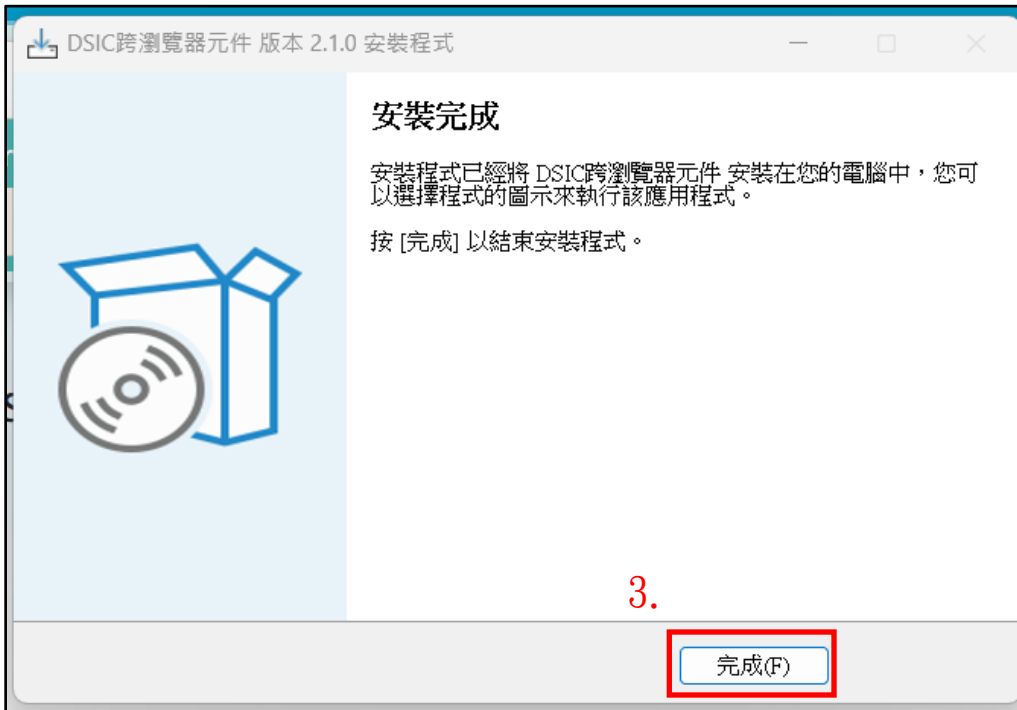 DSIC跨瀏覽器元件 版本 2.1.0 安裝程式
安裝完成
安裝程式已經將 DSIC跨瀏覽器元件 安裝在您的電腦中，您可
以選擇程式的圖示來執行該應用程式。
按 [完成] 以結束安裝程式。
3.
完成(F)